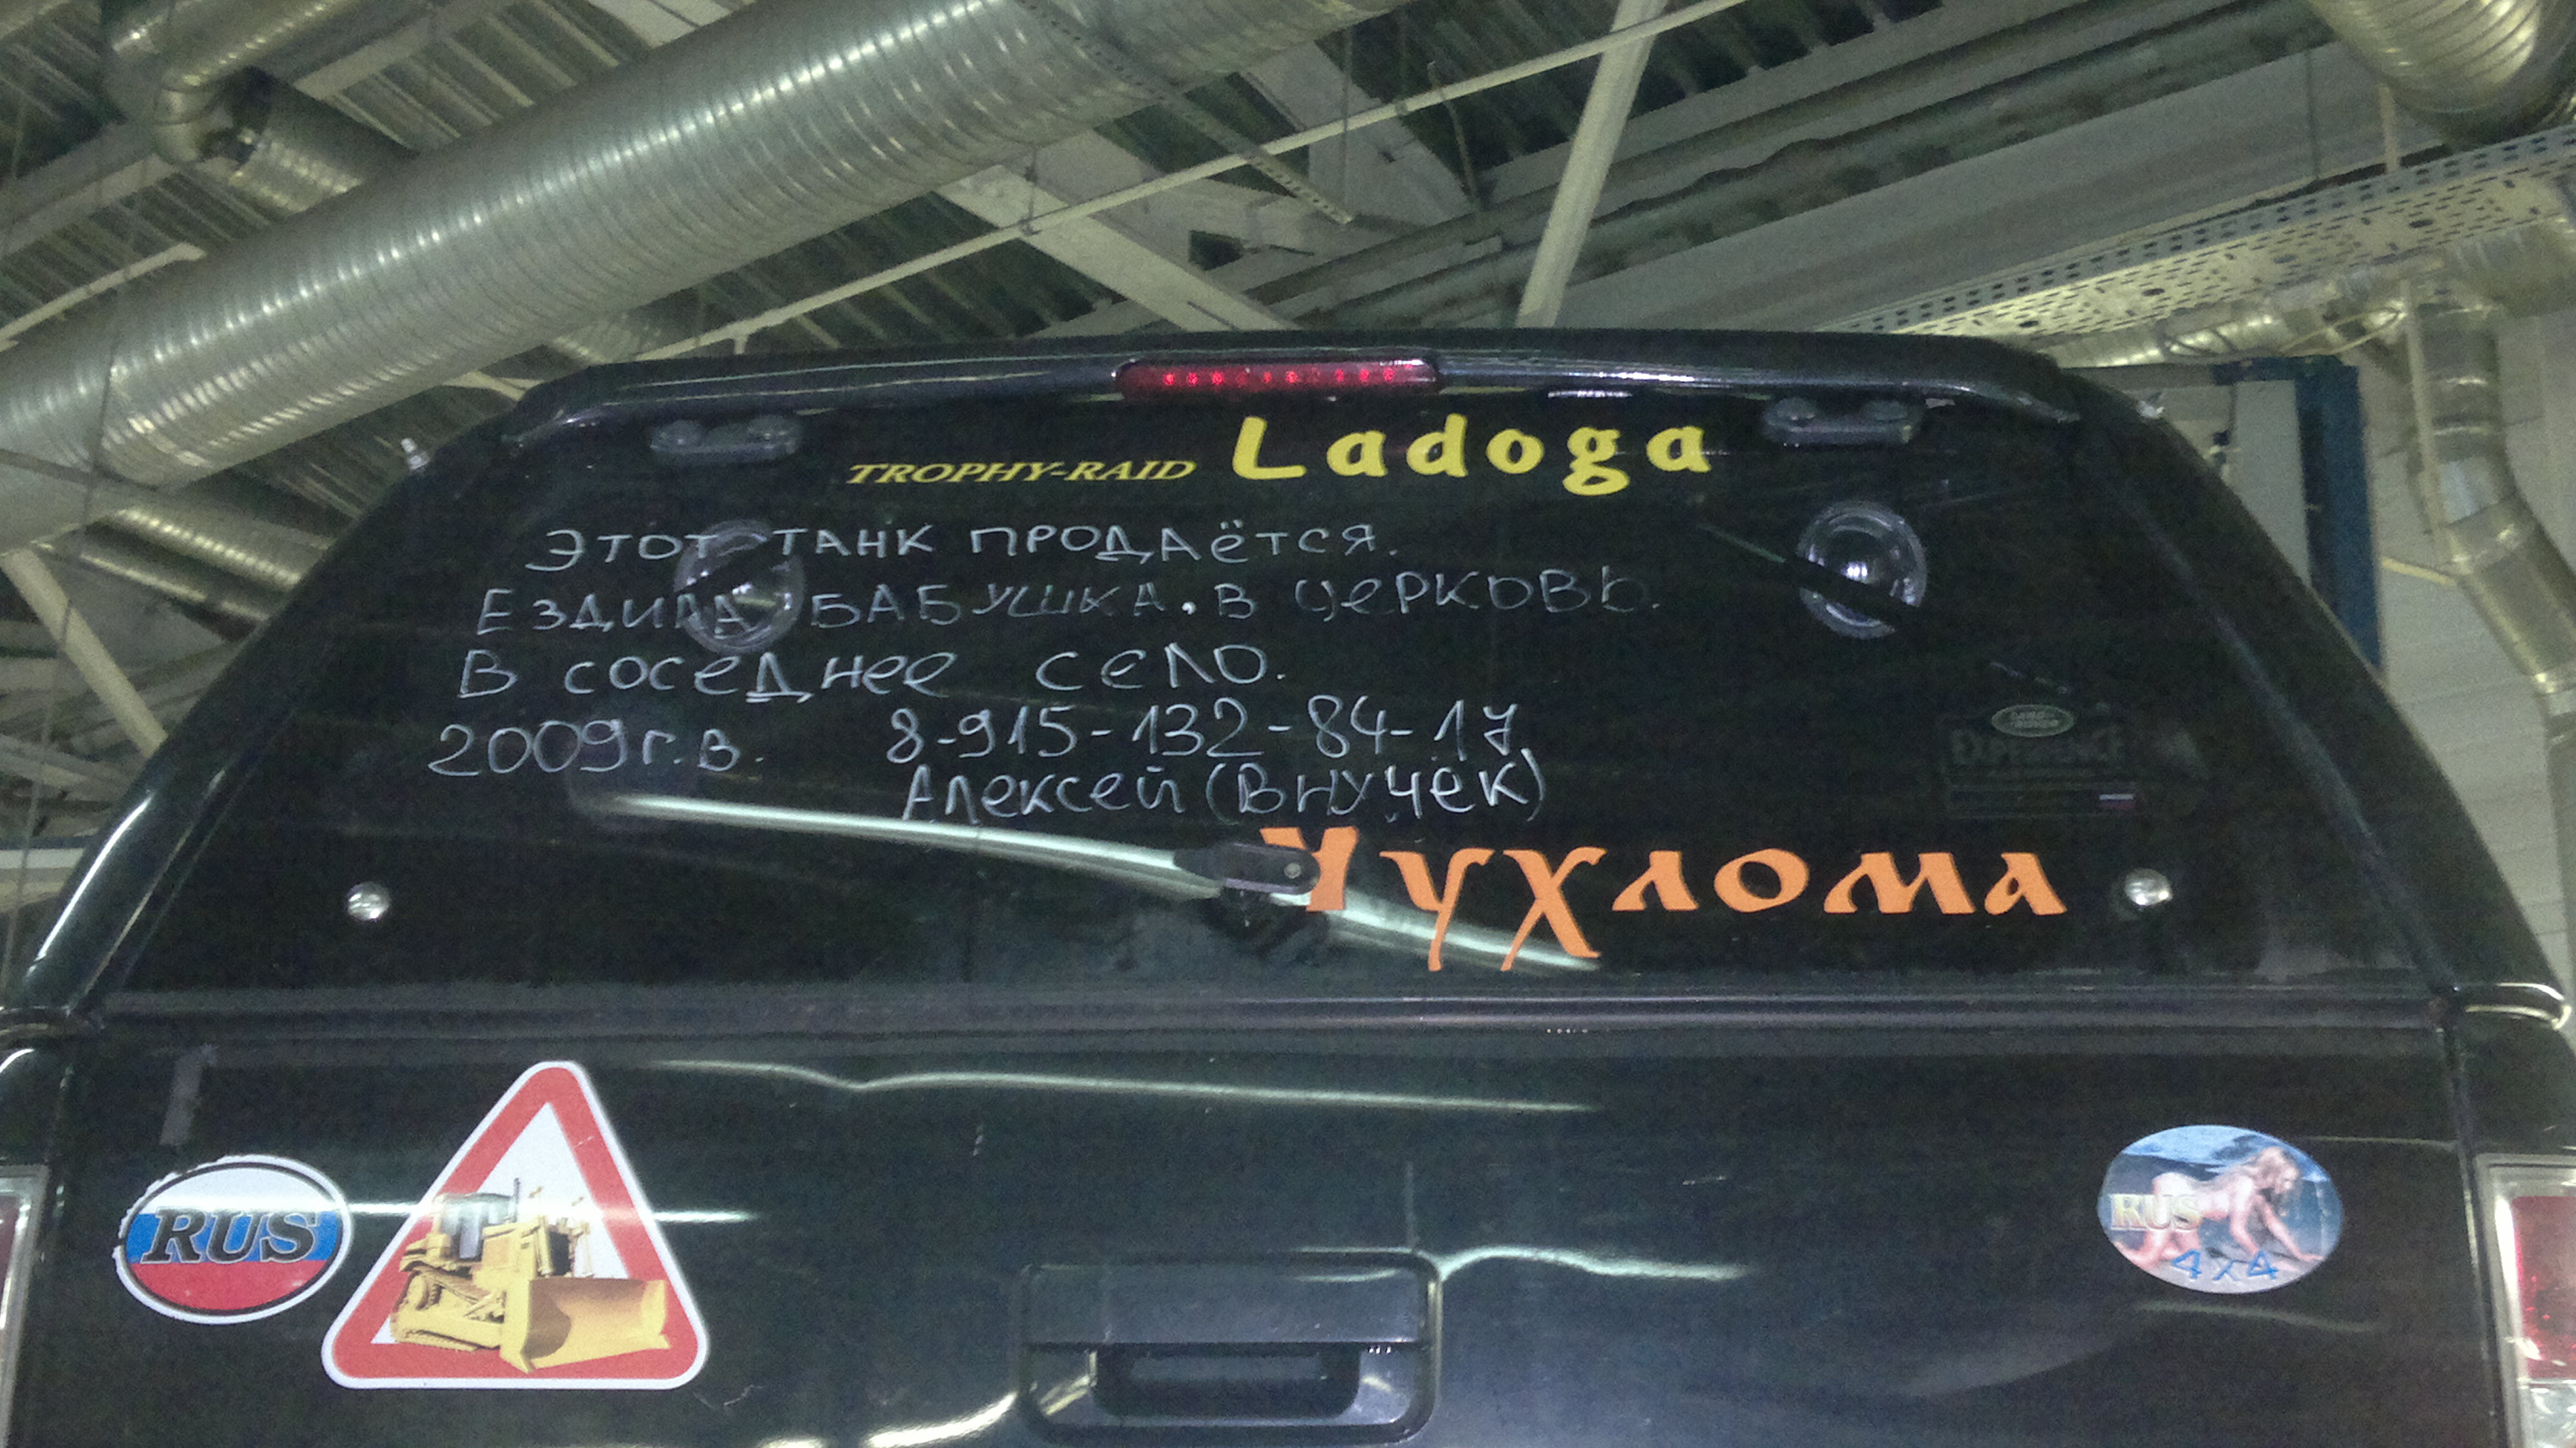 TROPHY-RAID Ladoga
ЭТОТ ТАНК ПРОДАЁТСЯ.
ЕЗДИЛА БАБУШКА. В ЦЕРКОВЬ.
В СОСЕДНЕЕ СЕЛО.
2009г.в. 8-915-132-84-17
Алексей (Внучек)
EXPERIENCE
Чухлома
RUS
RUS
4x4